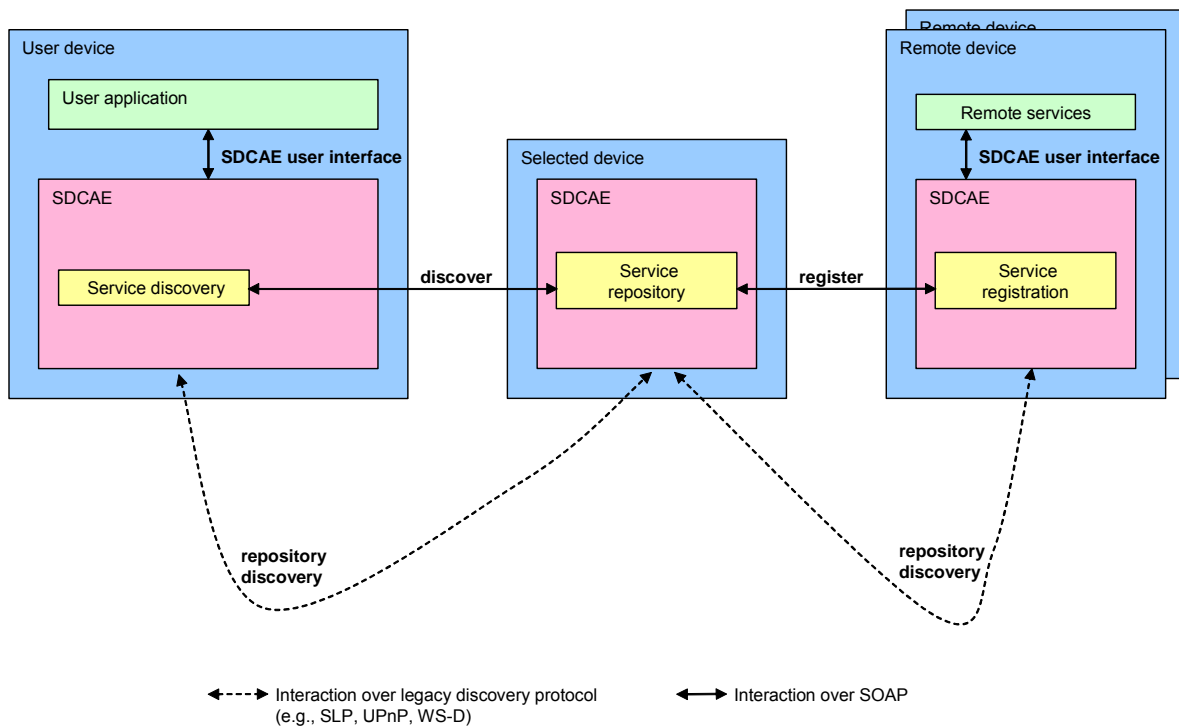 User device
User application
SDCAE user interface
SDCAE
Service discovery
discover
Selected device
SDCAE
Service
repository
register
Remote device
Remote device
Remote services
SDCAE user interface
SDCAE
Service
registration
repository
discovery
repository
discovery
Interaction over legacy discovery protocol
(e.g., SLP, UPnP, WS-D)
Interaction over SOAP